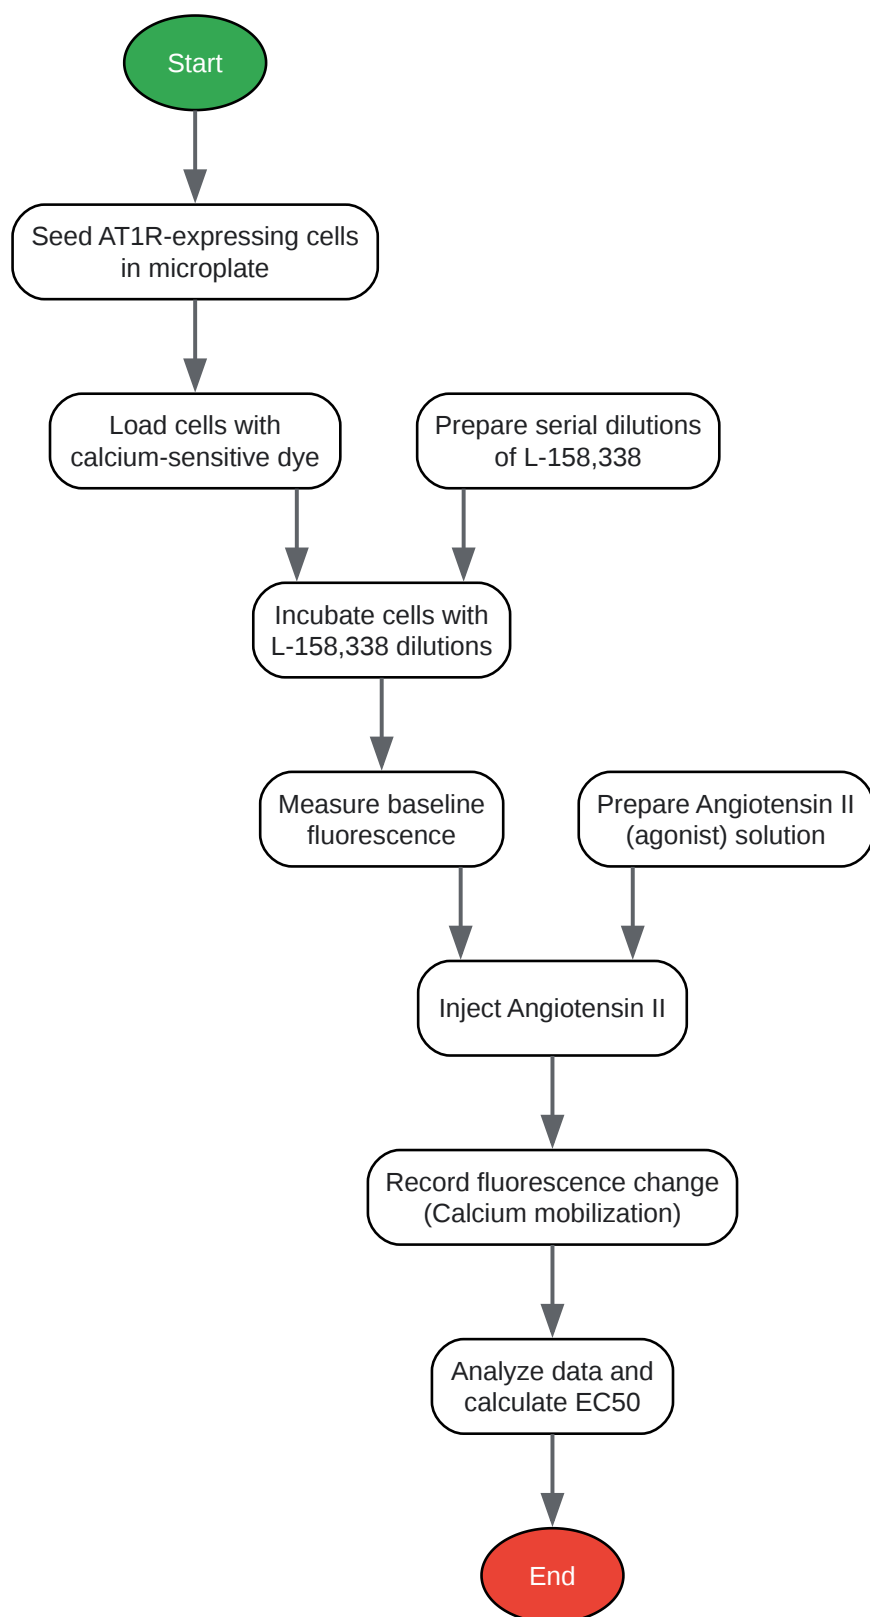 Start
Seed AT1R-expressing cells
in microplate
Load cells with
calcium-sensitive dye
Prepare serial dilutions
of L-158,338
Incubate cells with
L-158,338 dilutions
Measure baseline
fluorescence
Prepare Angiotensin II
(agonist) solution
Inject Angiotensin II
Record fluorescence change
(Calcium mobilization)
Analyze data and
calculate EC50
End